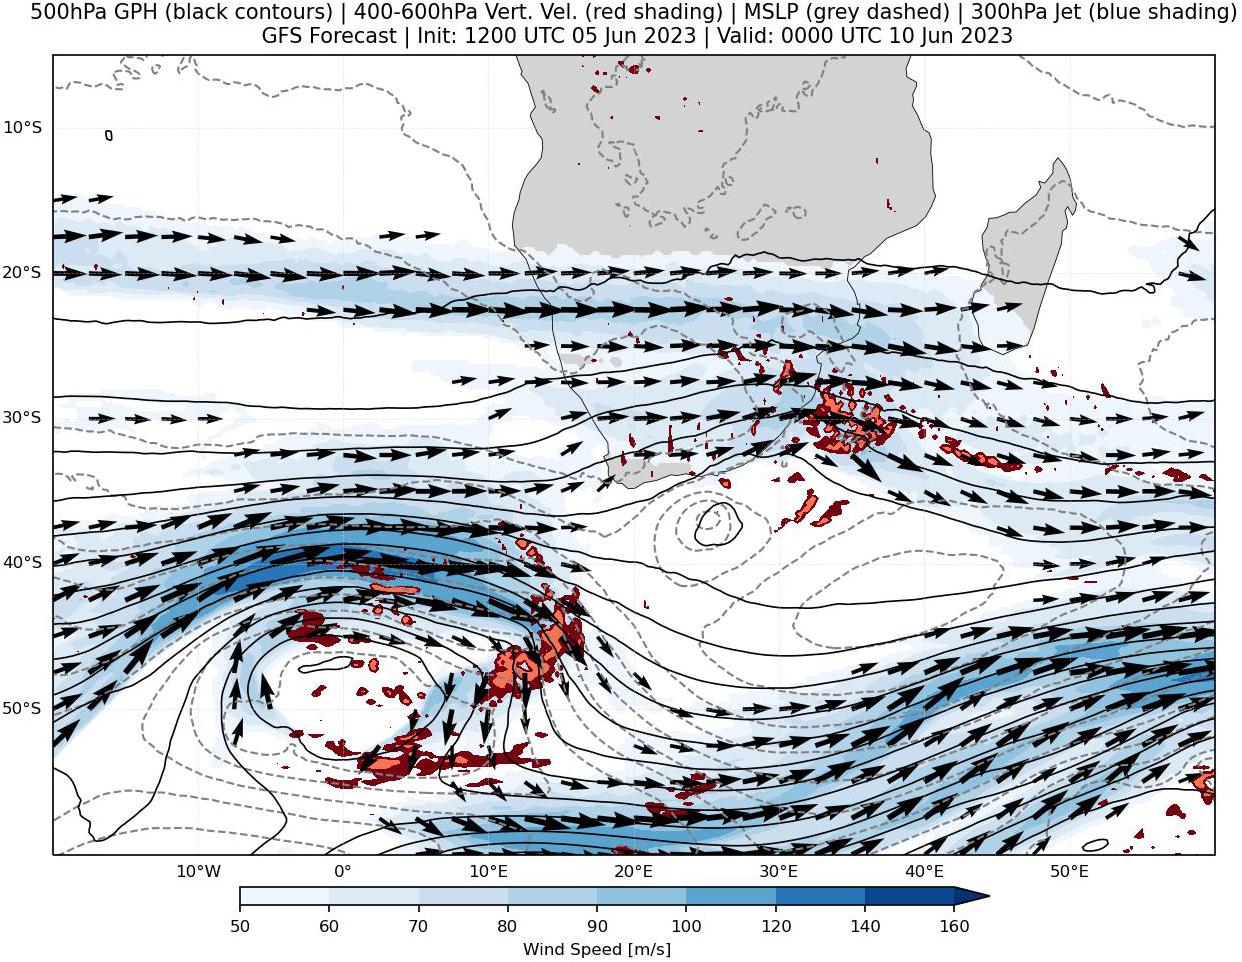 500hPa GPH (black contours) | 400-600hPa Vert. Vel. (red shading) | MSLP (grey dashed) | 300hPa Jet (blue shading)
GFS Forecast | Init: 1200 UTC 05 Jun 2023 | Valid: 0000 UTC 10 Jun 2023
10°S
20°S
30°S
40°S
50°S
10°W 0° 10°E 20°E 30°E 40°E 50°E
50 60 70 80 90 100 120 140 160
Wind Speed [m/s]